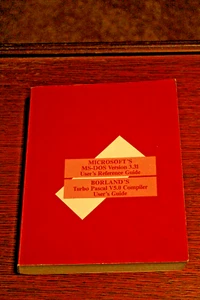 MICROSOFT'S
MS-DOS Version 3.31
User's Reference Guide
BORLAND'S
Turbo Pascal V5.0 Compiler
User's Guide